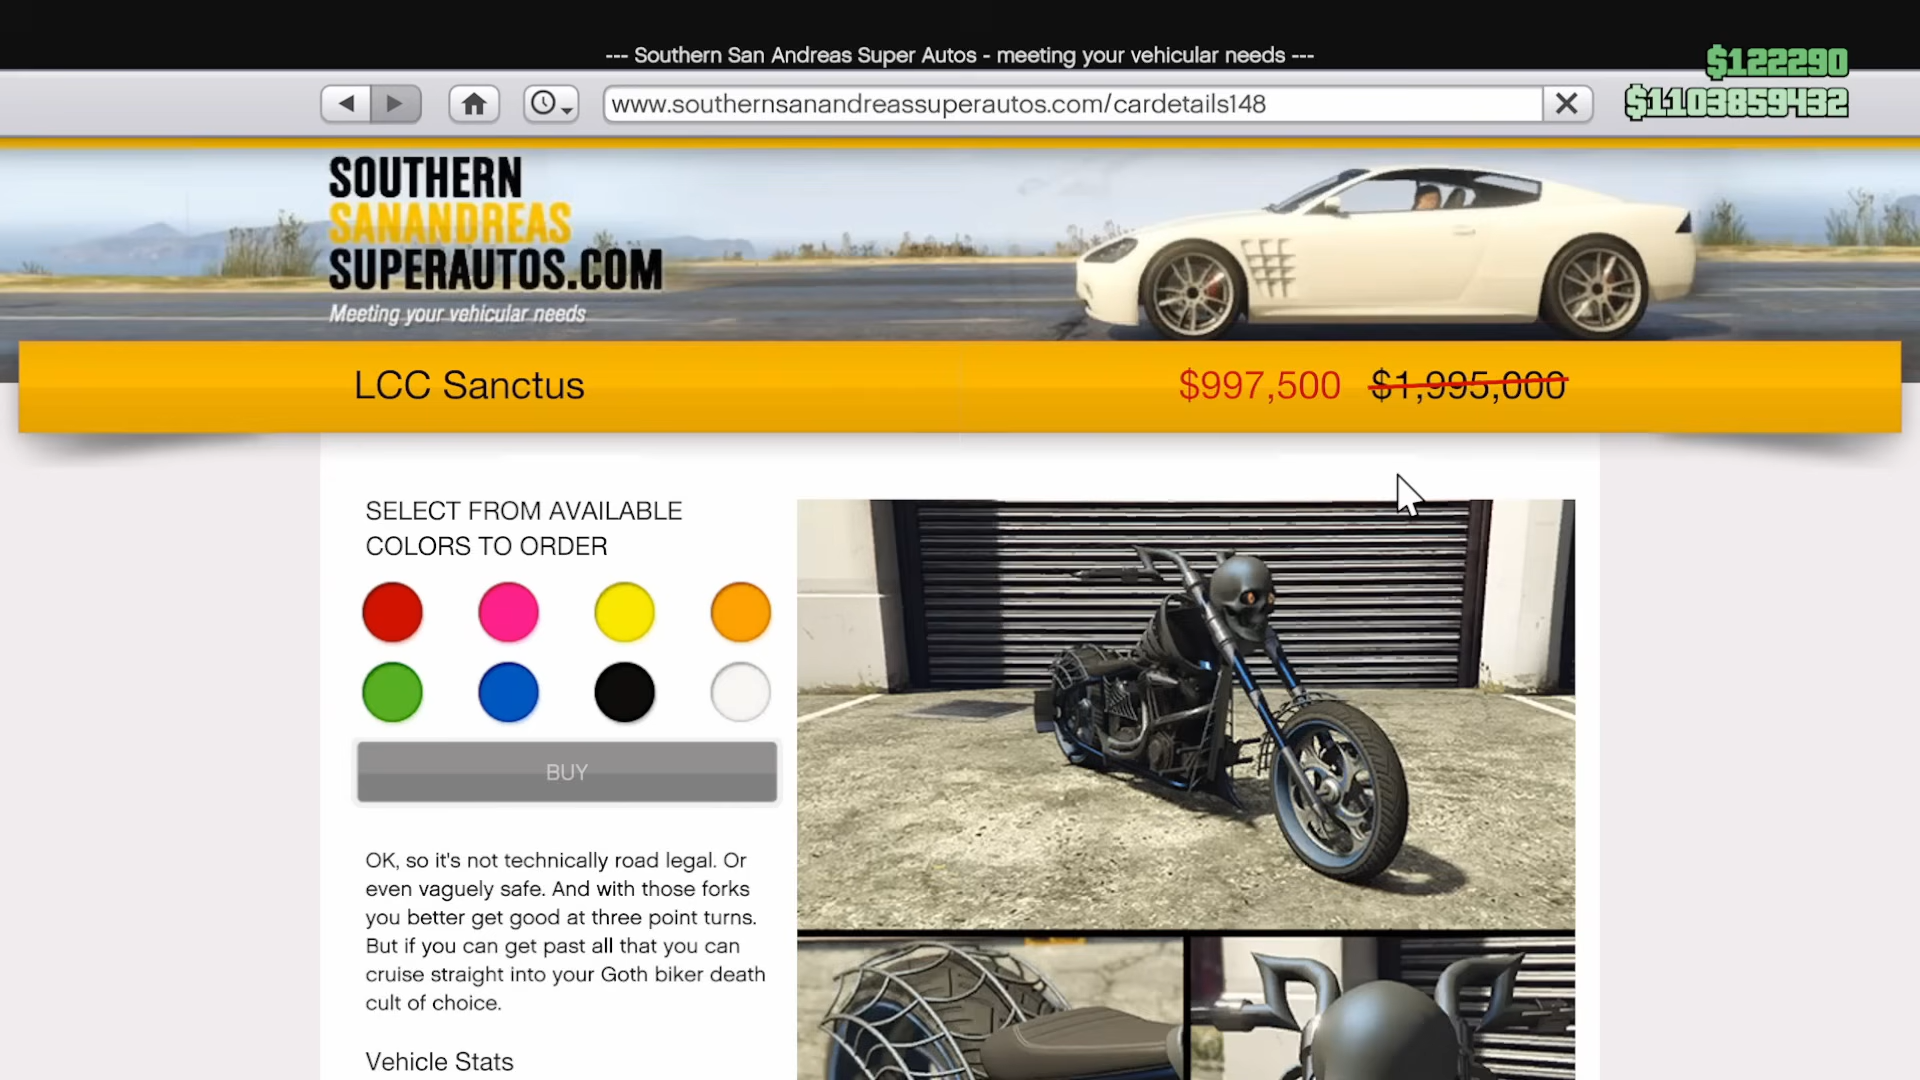 --- Southern San Andreas Super Autos - meeting your vehicular needs ---
$122290
www.southernsanandreassuperautos.com/cardetails148
$1103859432
SOUTHERN
SANANDREAS
SUPERAUTOS.COM
Meeting your vehicular needs
LCC Sanctus
$997,500 $1,995,000
SELECT FROM AVAILABLE
COLORS TO ORDER
BUY
OK, so it's not technically road legal. Or
even vaguely safe. And with those forks
you better get good at three point turns.
But if you can get past all that you can
cruise straight into your Goth biker death
cult of choice.
Vehicle Stats